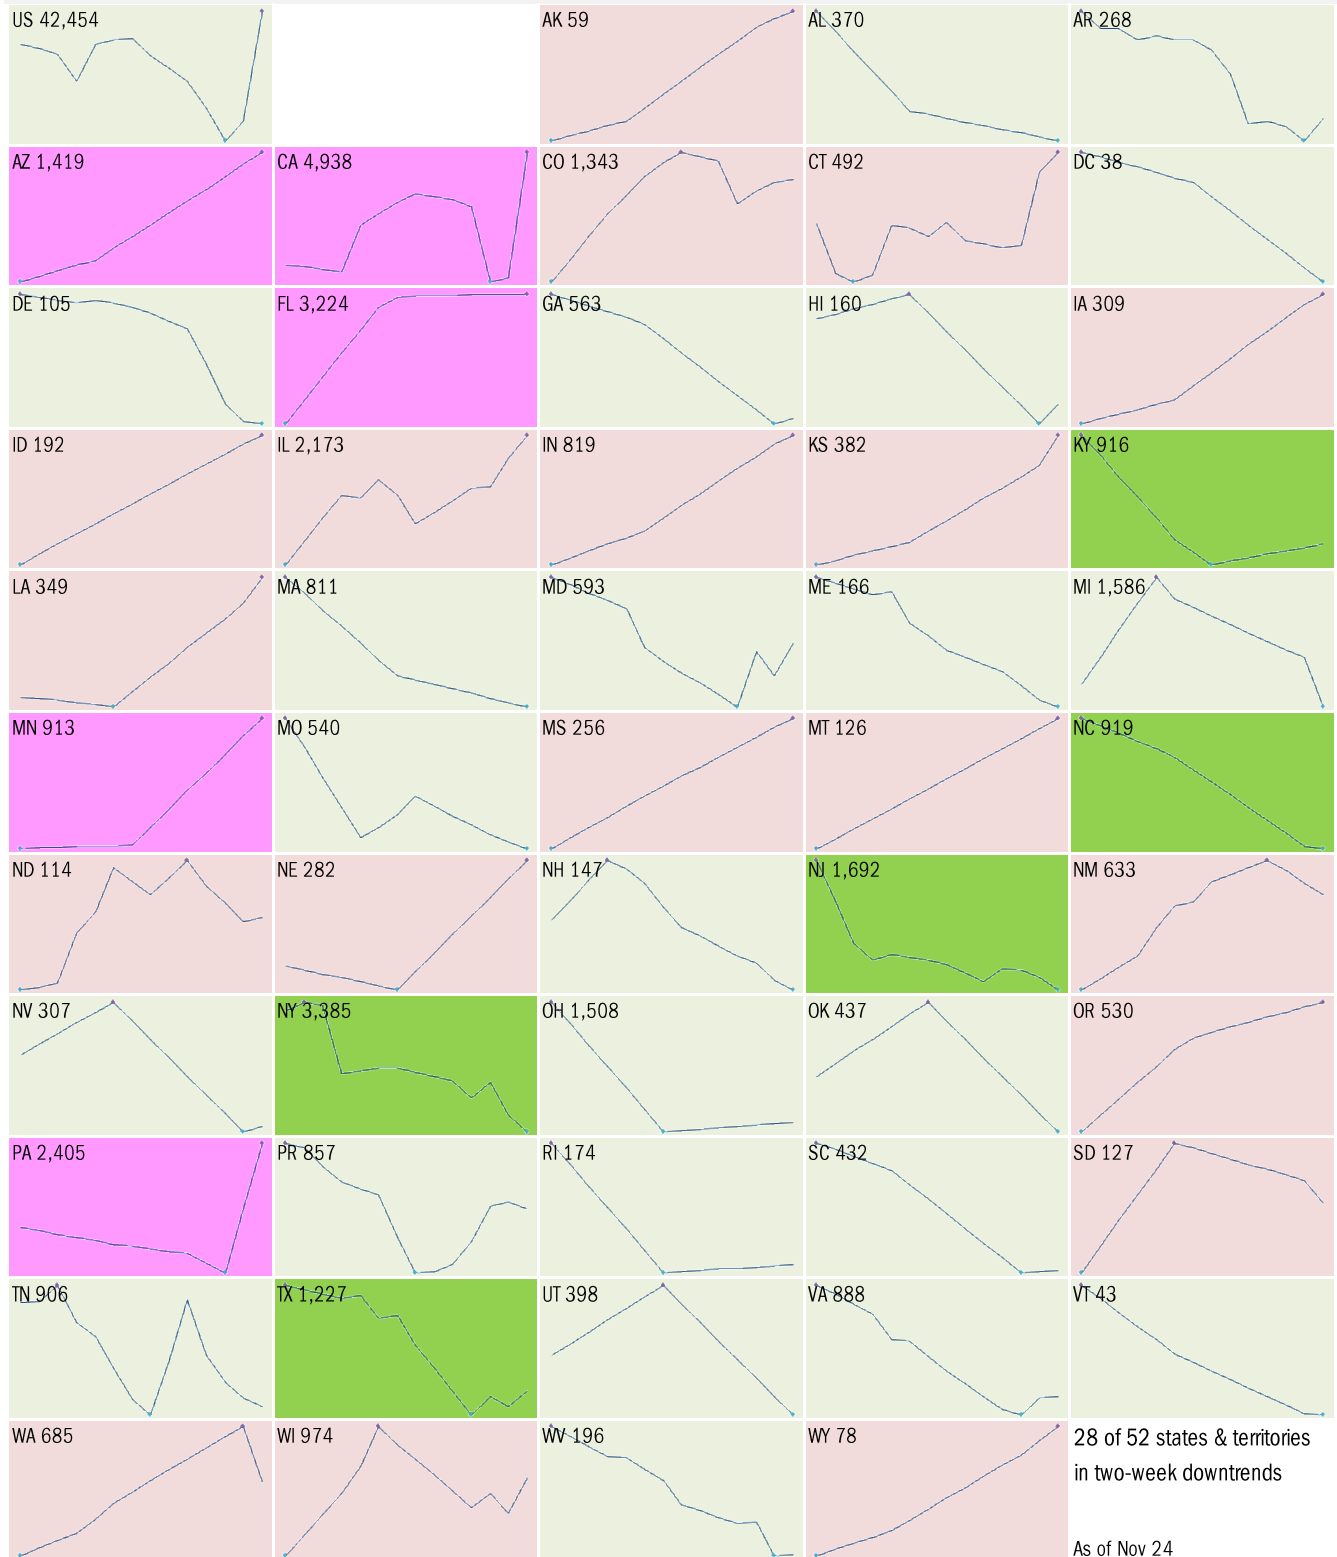 US 42,454
AK 59
AL 370
AR 268
AZ 1,419
CA 4,938
CO 1,343
CT 492
DC 38
DE 105
FL 3,224
GA 563
HI 160
IA 309
ID 192
IL 2,173
IN 819
KS 382
KY 916
LA 349
MA 811
MD 593
ME 166
MI 1,586
MN 913
MO 540
MS 256
MT 126
NC 919
ND 114
NE 282
NH 147
NJ 1,692
NM 633
NV 307
NY 3,385
OH 1,508
OK 437
OR 530
PA 2,405
PR 857
RI 174
SC 432
SD 127
TN 906
TX 1,227
UT 398
VA 888
VT 43
WA 685
WI 974
WV 196
WY 78
28 of 52 states & territories
in two-week downtrends
As of Nov 24